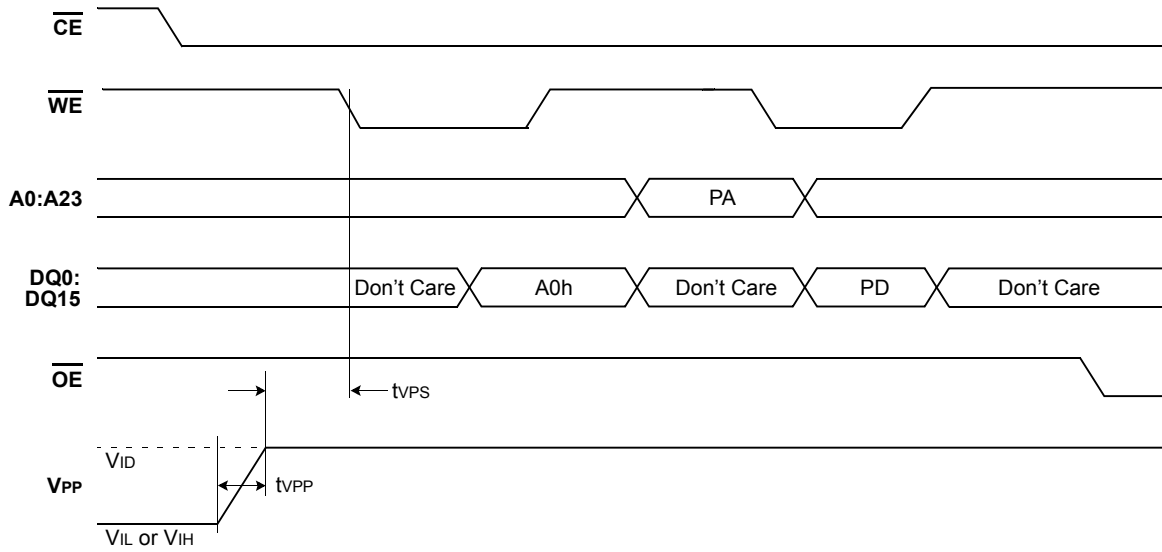 CE
WE
A0:A23
PA
DQ0:
DQ15
Don't Care
A0h
Don't Care
PD
Don't Care
OE
tVPS
VID
VPP
tVPP
VIL or VIH